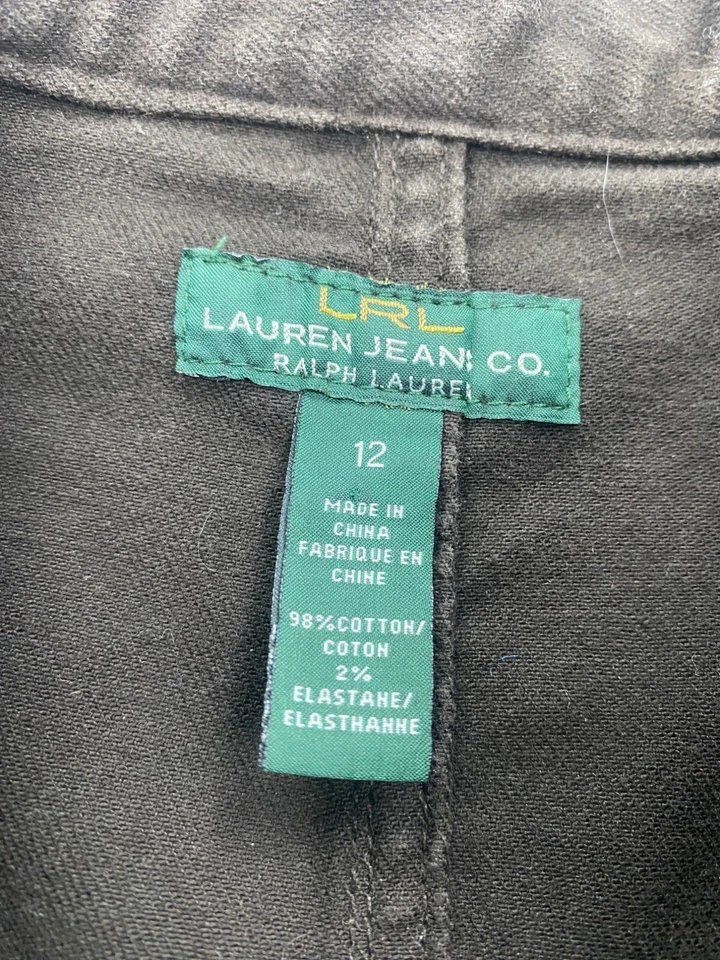 LRL
LAUREN JEANS CO.
RALPH LAUREN
12
MADE IN
CHINA
FABRIQUE EN
CHINE
98%COTTON/
COTON
2%
ELASTANE/
ELASTHANNE